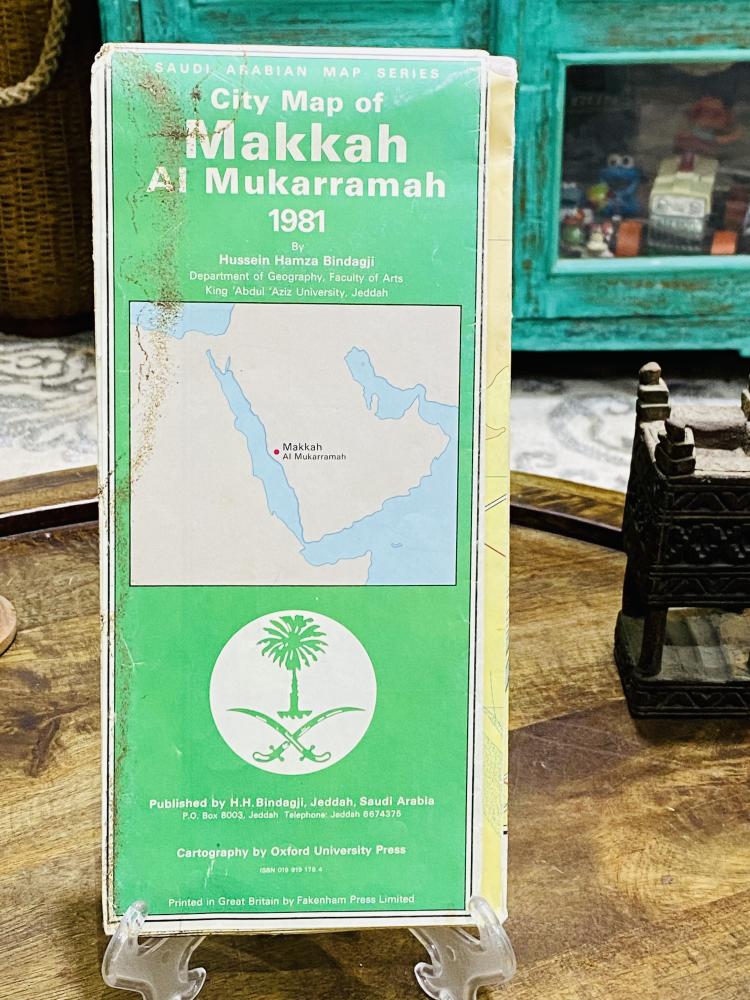 SAUDI ARABIAN MAP SERIES
City Map of
Makkah
Al Mukarramah
1981
By
Hussein Hamza Bindagji
Department of Geography, Faculty of Arts
King 'Abdul 'Aziz University, Jeddah
Makkah
Al Mukarramah
Published by H.H.Bindagji, Jeddah, Saudi Arabia
P.O. Box 8003, Jeddah Telephone: Jeddah 6674375
Cartography by Oxford University Press
ISBN 019 919 178 4
Printed in Great Britain by Fakenham Press Limited